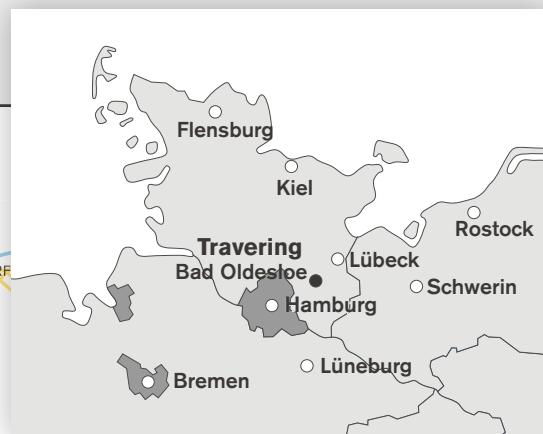 Flensburg
Kiel
Rostock
Travering
Lübeck
Bad Oldesloe
Schwerin
Hamburg
Lüneburg
Bremen